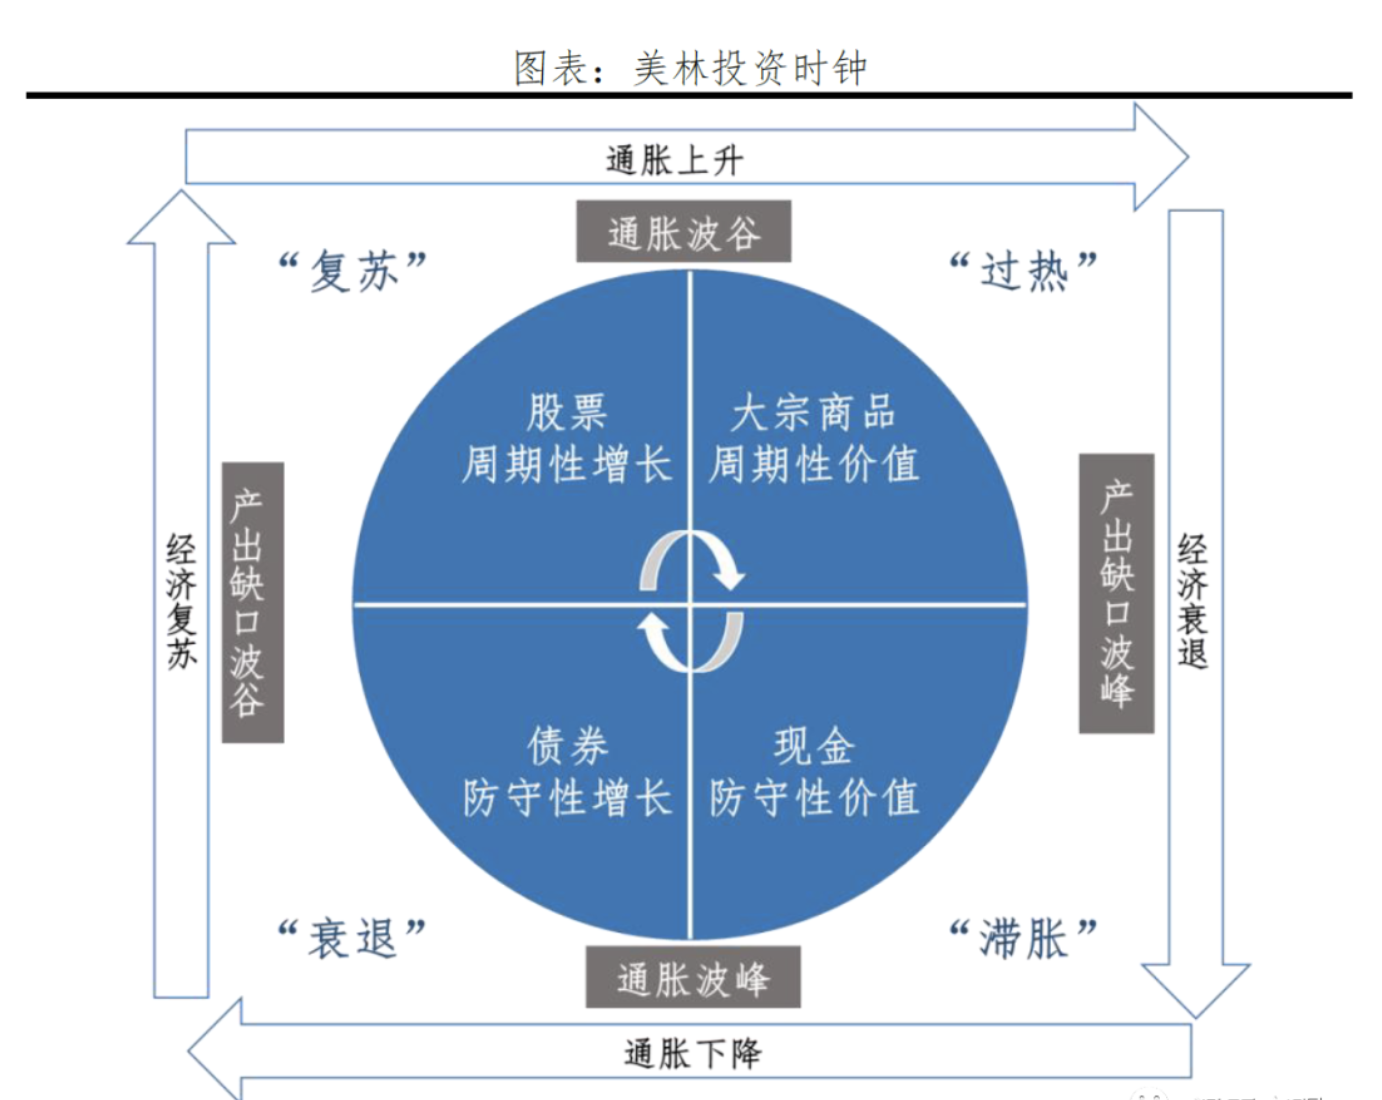 图表：美林投资时钟
通胀上升
通胀波谷
“复苏”
“过热”
股票
周期性增长
大宗商品
周期性价值
经济复苏
产出缺口波谷
产出缺口波峰
经济衰退
债券
防守性增长
现金
防守性价值
“衰退”
“滞胀”
通胀波峰
通胀下降